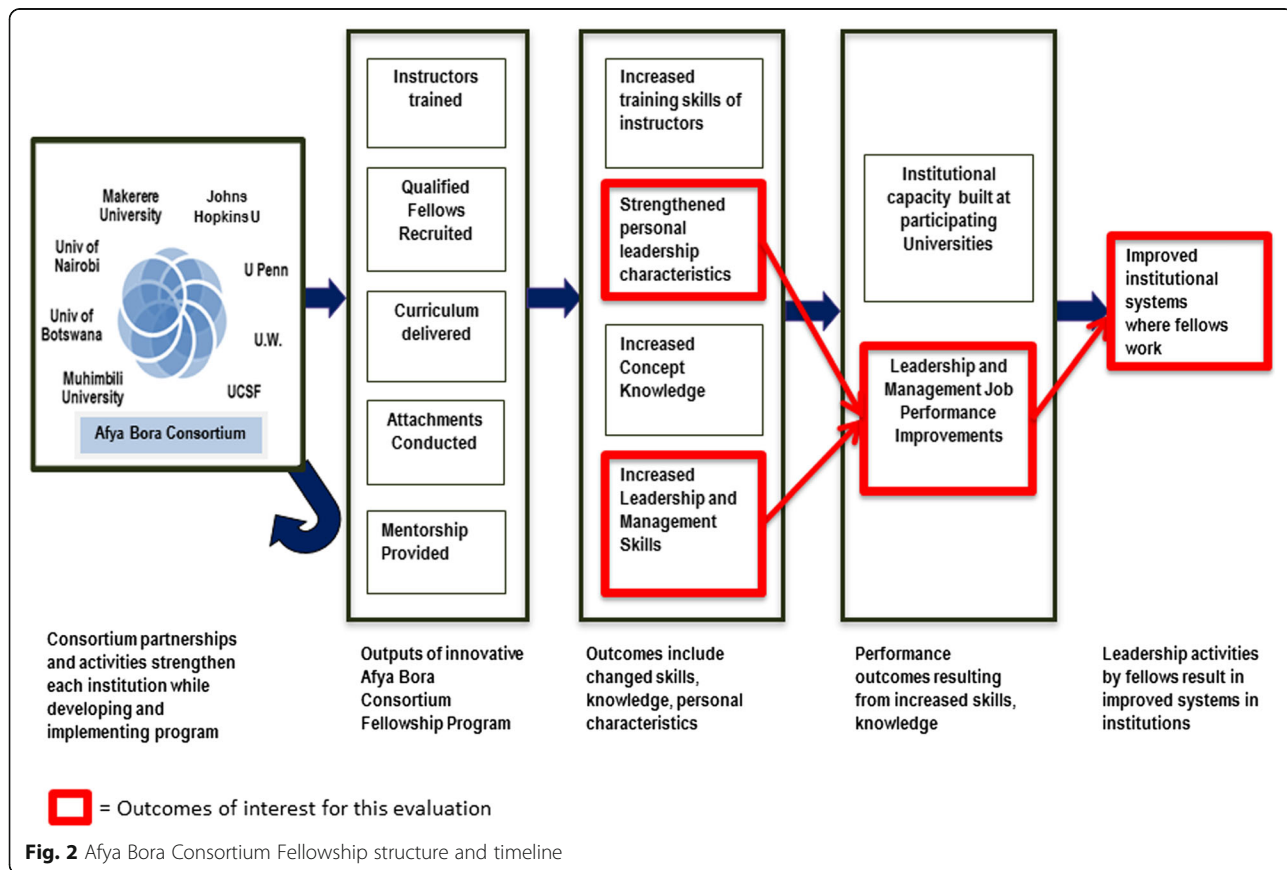 Makerere
University
Johns
Hopkins U
Univ of
Nairobi
U Penn
Univ of
Botswana
U.W.
Muhimbili
University
UCSF
Afya Bora Consortium
Consortium partnerships
and activities strengthen
each institution while
developing and
implementing program
Instructors
trained
Qualified
Fellows
Recruited
Curriculum
delivered
Attachments
Conducted
Mentorship
Provided
Outputs of innovative
Afya Bora
Consortium
Fellowship Program
Increased
training skills of
instructors
Strengthened
personal
leadership
characteristics
Increased
Concept
Knowledge
Increased
Leadership and
Management
Skills
Outcomes include
changed skills,
knowledge, personal
characteristics
Institutional
capacity built at
participating
Universities
Leadership and
Management Job
Performance
Improvements
Performance
outcomes resulting
from increased skills,
knowledge
Improved
institutional
systems
where fellows
work
Leadership activities
by fellows result in
improved systems in
institutions
= Outcomes of interest for this evaluation
Fig. 2 Afya Bora Consortium Fellowship structure and timeline